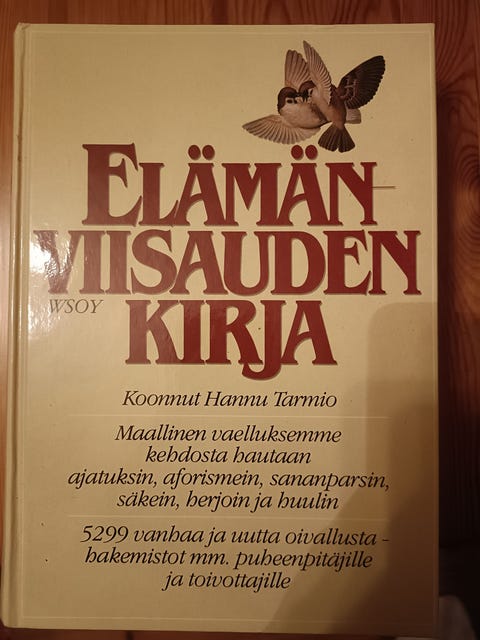 ELÄMÄN-
VIISAUDEN
WSOY
KIRJA
Koonnut Hannu Tarmio
Maallinen vaelluksemme
kehdosta hautaan
ajatuksin, aforismein, sananparsin,
säkein, herjoin ja huulin
5299 vanhaa ja uutta oivallusta -
hakemistot mm. puheenpitäjille
ja toivottajille